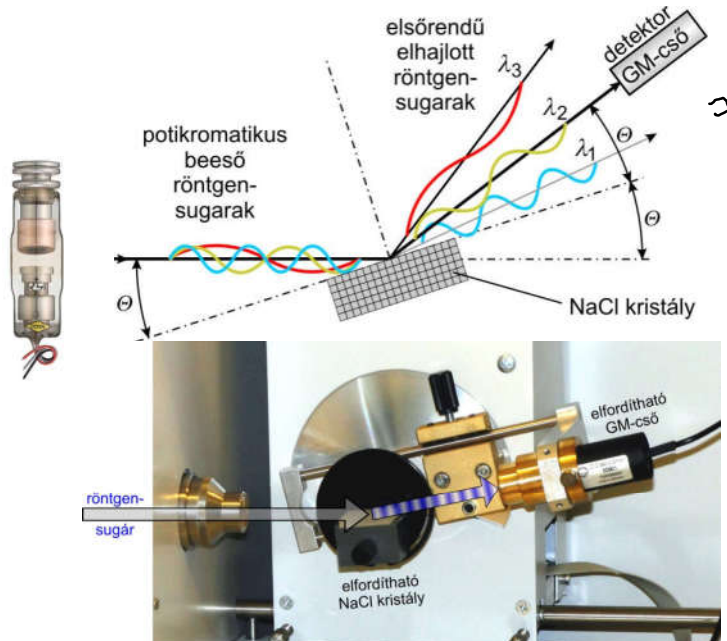 elsőrendű
elhajlott
röntgen-
sugarak
λ3
λ2
λ1
detektor
GM-cső
Θ
Θ
potikromatikus
beeső
röntgen-
sugarak
Θ
NaCl kristály
elfordítható
GM-cső
röntgen-
sugár
elfordítható
NaCl kristály